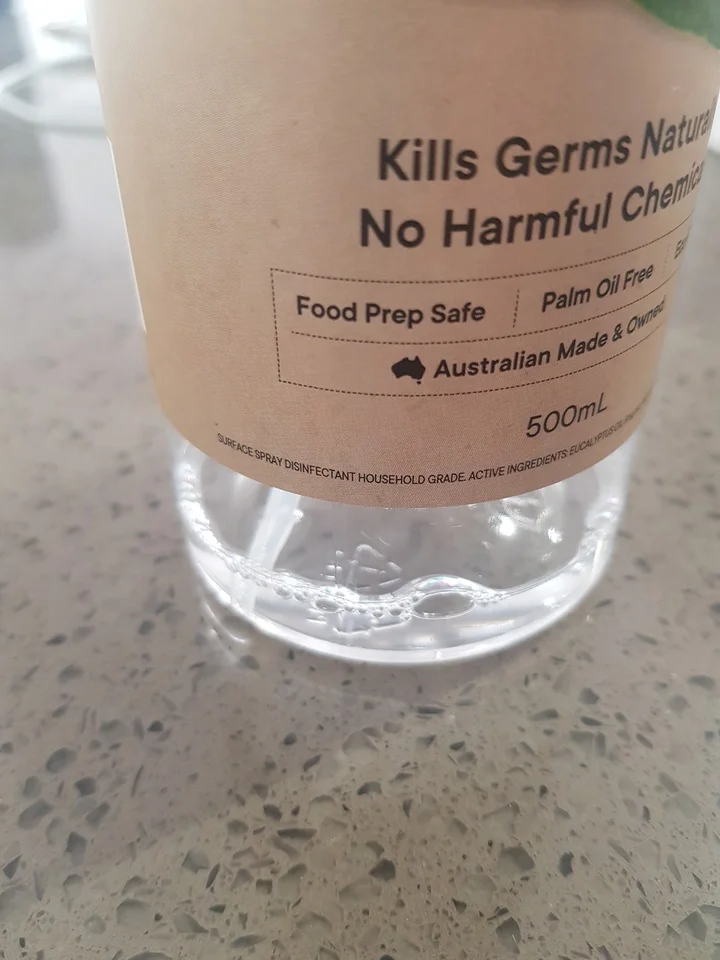 Kills Germs Natural
No Harmful Chemic
Food Prep Safe
Palm Oil Free
Australian Made & Owned
500mL
SURFACE SPRAY DISINFECTANT HOUSEHOLD GRADE. ACTIVE INGREDIENTS: EUCALYPTUS OIL